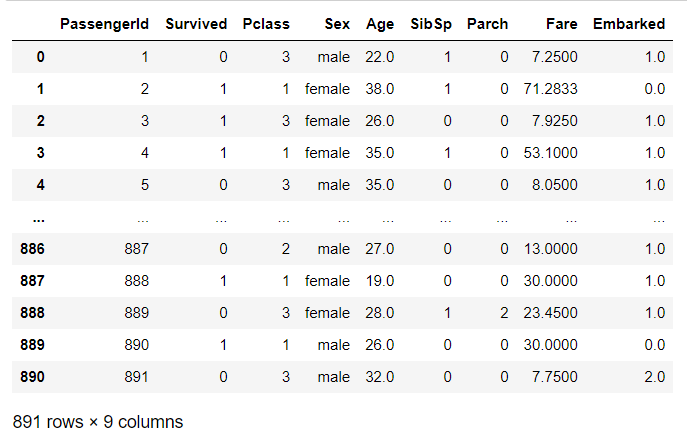 PassengerId Survived Pclass Sex Age SibSp Parch Fare Embarked
0 1 0 3 male 22.0 1 0 7.2500 1.0
1 2 1 1 female 38.0 1 0 71.2833 0.0
2 3 1 3 female 26.0 0 0 7.9250 1.0
3 4 1 1 female 35.0 1 0 53.1000 1.0
4 5 0 3 male 35.0 0 0 8.0500 1.0
... ... ... ... ... ... ... ... ... ...
886 887 0 2 male 27.0 0 0 13.0000 1.0
887 888 1 1 female 19.0 0 0 30.0000 1.0
888 889 0 3 female 28.0 1 2 23.4500 1.0
889 890 1 1 male 26.0 0 0 30.0000 0.0
890 891 0 3 male 32.0 0 0 7.7500 2.0
891 rows × 9 columns